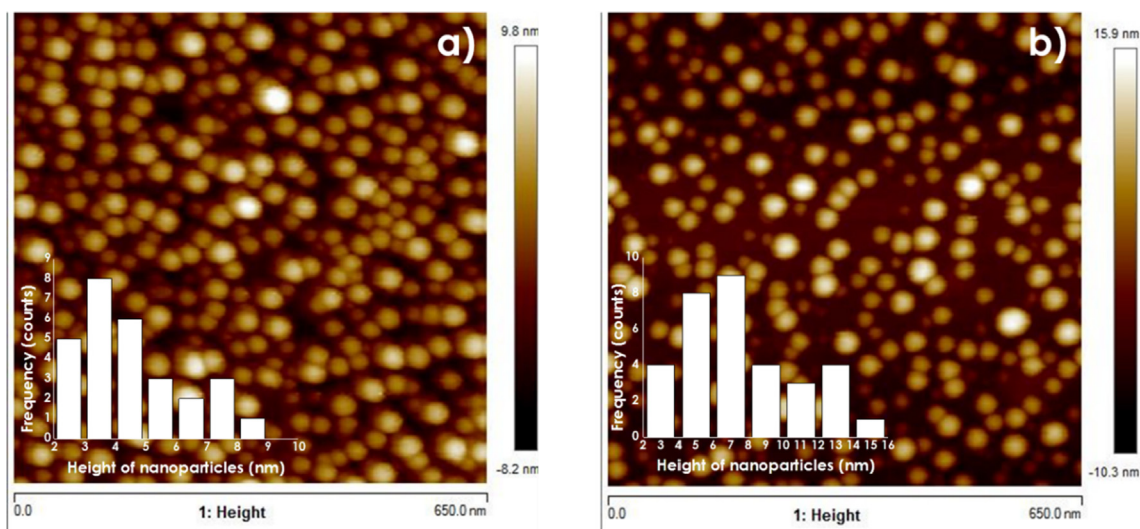 a)
9.8 nm
9
8
7
6
5
4
3
2
1
0
Frequency (counts)
2 3 4 5 6 7 8 9 10
Height of nanoparticles (nm)
-8.2 nm
0.0 1: Height 650.0 nm
b)
15.9 nm
10
8
6
4
2
0
Frequency (counts)
2 3 4 5 6 7 8 9 10 11 12 13 14 15 16
Height of nanoparticles (nm)
-10.3 nm
0.0 1: Height 650.0 nm